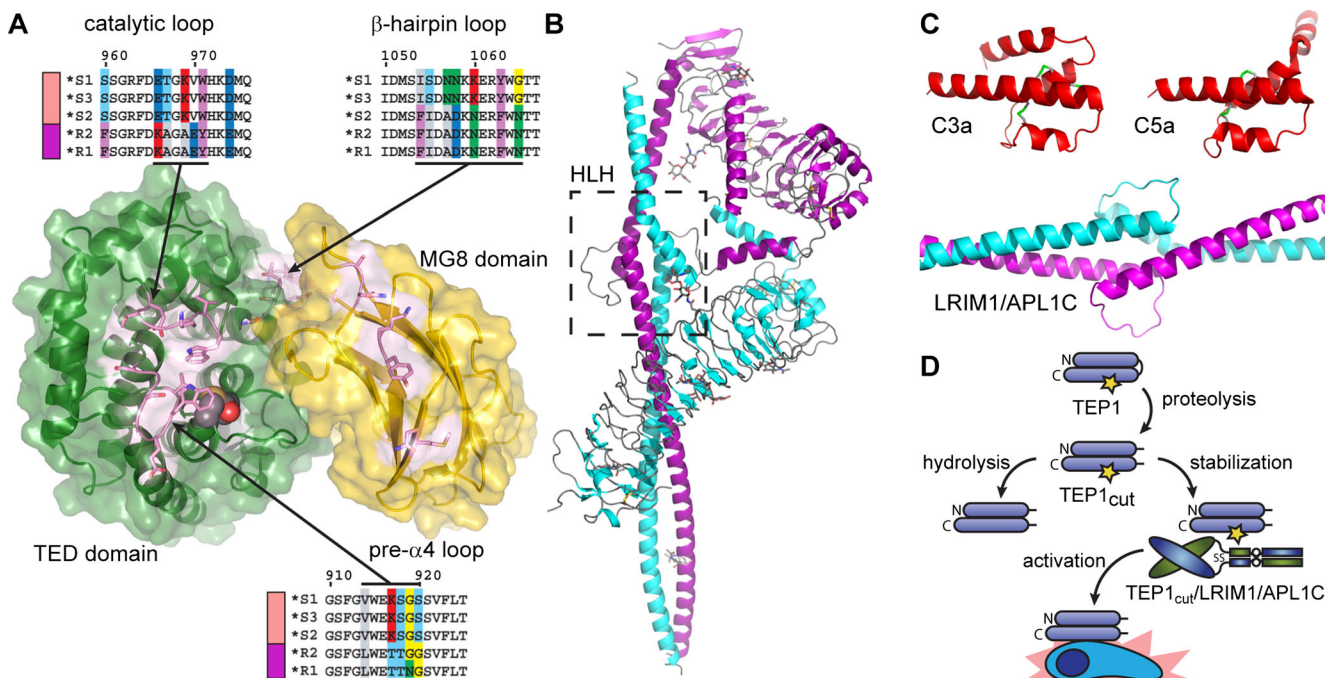 A
catalytic loop
960 970
*S1 SSGRFDETGKVWHKDMQ
*S3 SSGRFDETGKVWHKDMQ
*S2 SSGRFDETGKVWHKDMQ
*R2 FSGRFDKAGAEYHKEMQ
*R1 FSGRFDKAGAEYHKEMQ
β-hairpin loop
1050 1060
*S1 IDMSISDNNKKERYWGTT
*S3 IDMSISDNNKKERYWGTT
*S2 IDMSFIDADKNERFWNTT
*R2 IDMSFIDADKNERFWNTT
*R1 IDMSFIDADKNERFWNTT
MG8 domain
TED domain
pre-α4 loop
910 920
*S1 GSFGVWEKSGSSVFLT
*S3 GSFGVWEKSGSSVFLT
*S2 GSFGVWEKSGSSVFLT
*R2 GSFGLWETTGGSVFLT
*R1 GSFGLWETTNGSVFLT
B
HLH
C
C3a
C5a
LRIM1/APL1C
D
N
C
TEP1
proteolysis
N
C
TEP1cut
hydrolysis
stabilization
N
C
N
C
SS
activation
TEP1cut/LRIM1/APL1C
N
C